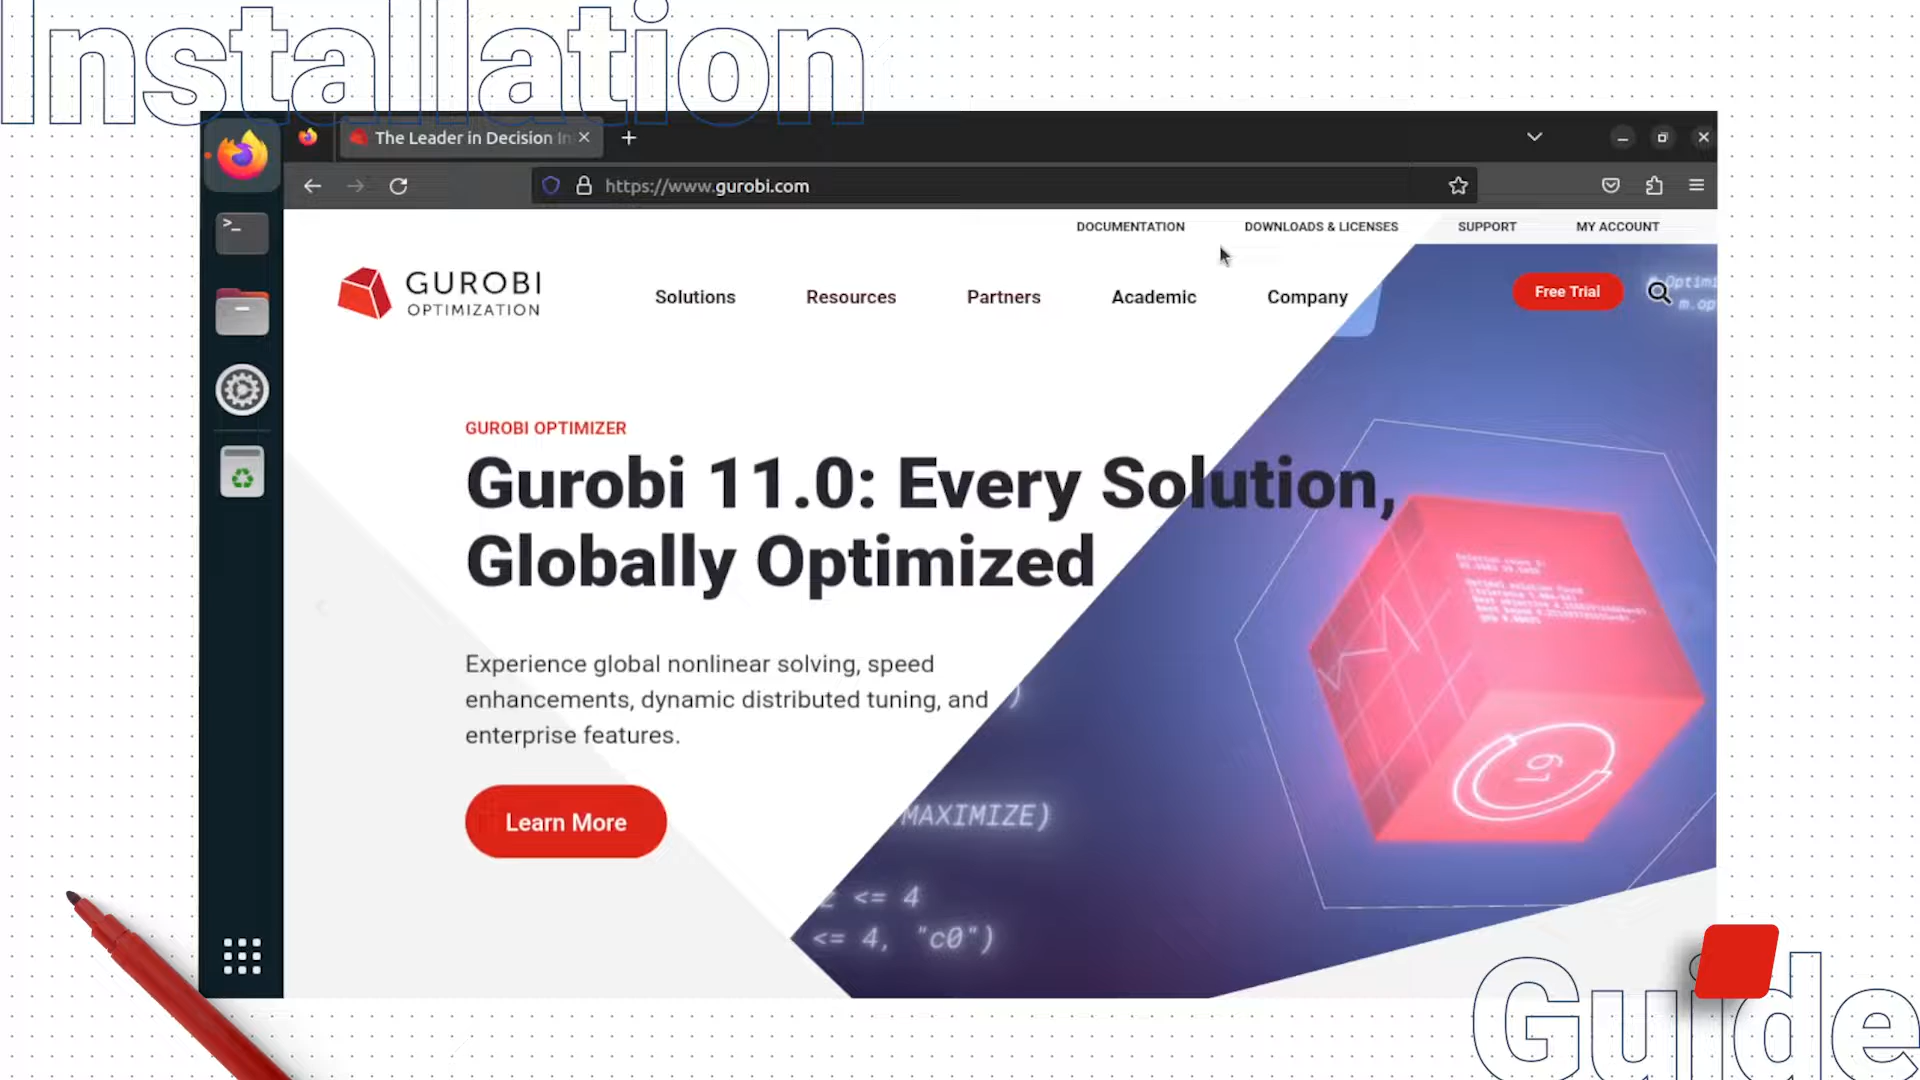 Installation
The Leader in Decision In
https://www.gurobi.com
DOCUMENTATION DOWNLOADS & LICENSES SUPPORT MY ACCOUNT
GUROBI
OPTIMIZATION
Solutions Resources Partners Academic Company Free Trial
GUROBI OPTIMIZER
Gurobi 11.0: Every Solution,
Globally Optimized
Experience global nonlinear solving, speed
enhancements, dynamic distributed tuning, and
enterprise features.
Learn More
MAXIMIZE)
<= 4
<= 4, "c0")
Guide